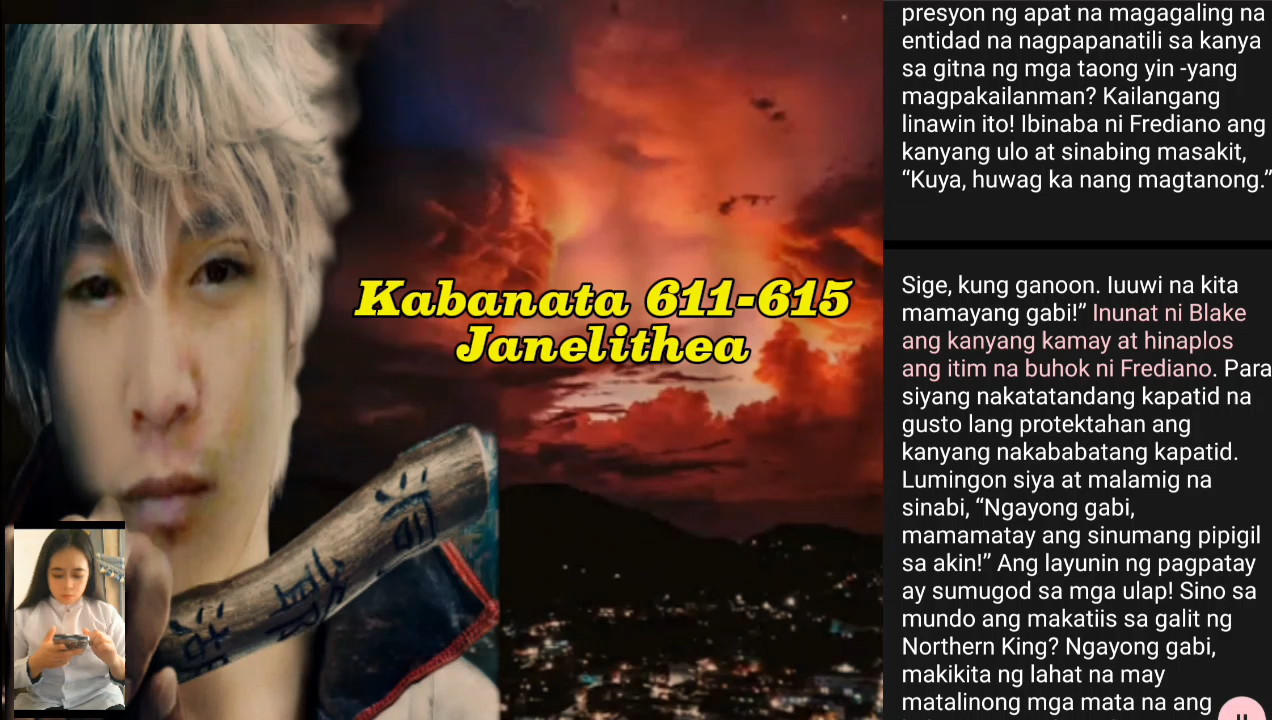 Kabanata 611-615
Janelithea
presyon ng apat na magagaling na
entidad na nagpapanatili sa kanya
sa gitna ng mga taong yin -yang
magpakailanman? Kailangang
linawin ito! Ibinaba ni Frediano ang
kanyang ulo at sinabing masakit,
“Kuya, huwag ka nang magtanong.”
Sige, kung ganoon. Iuuwi na kita
mamayang gabi!” Inunat ni Blake
ang kanyang kamay at hinaplos
ang itim na buhok ni Frediano. Para
siyang nakatatandang kapatid na
gusto lang protektahan ang
kanyang nakababatang kapatid.
Lumingon siya at malamig na
sinabi, “Ngayong gabi,
mamamatay ang sinumang pipigil
sa akin!” Ang layunin ng pagpatay
ay sumugod sa mga ulap! Sino sa
mundo ang makatiis sa galit ng
Northern King? Ngayong gabi,
makikita ng lahat na may
matalinong mga mata na ang